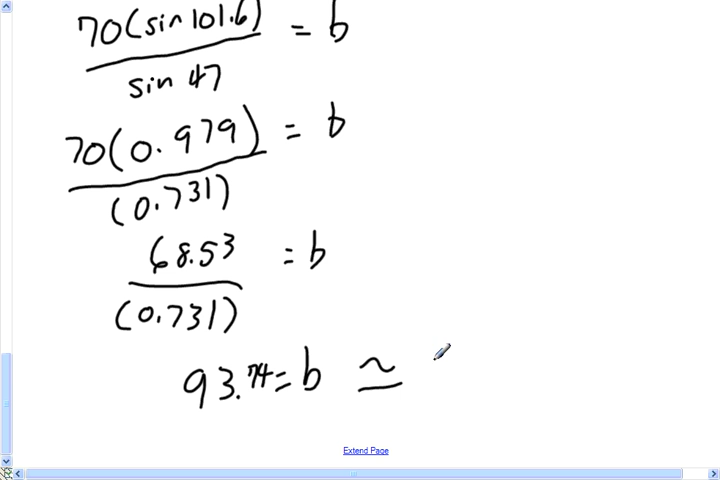 70(sin 101.6) = b
sin 47
70(0.979) = b
(0.731)
68.53 = b
(0.731)
93.74 = b ≃
Extend Page